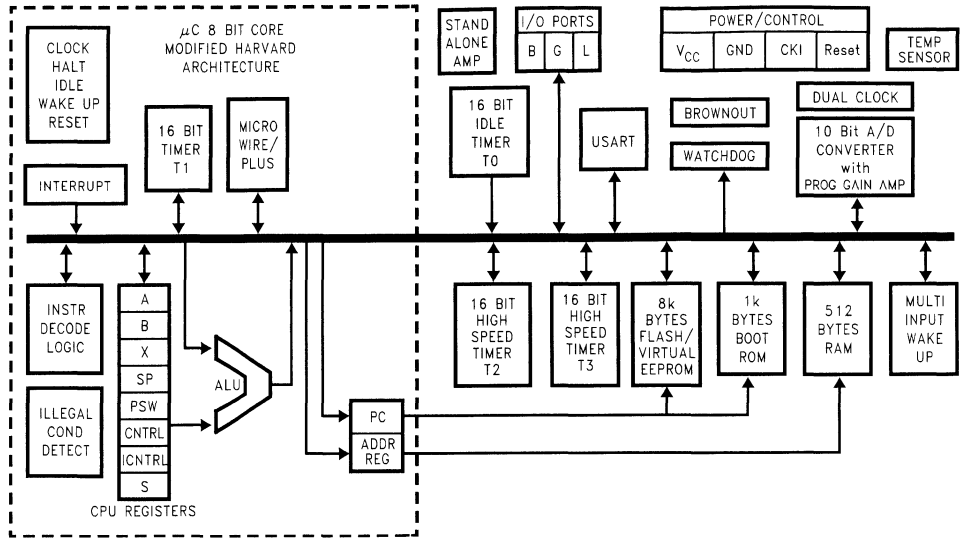 CLOCK
HALT
IDLE
WAKE UP
RESET
μC 8 BIT CORE
MODIFIED HARVARD
ARCHITECTURE
16 BIT
TIMER
T1
MICRO
WIRE/
PLUS
INTERRUPT
STAND
ALONE
AMP
I/O PORTS
B G L
POWER/CONTROL
VCC GND CKI Reset
TEMP
SENSOR
16 BIT
IDLE
TIMER
T0
USART
BROWNOUT
WATCHDOG
DUAL CLOCK
10 Bit A/D
CONVERTER
with
PROG GAIN AMP
INSTR
DECODE
LOGIC
ILLEGAL
COND
DETECT
A
B
X
SP
PSW
CNTRL
ICNTRL
S
CPU REGISTERS
ALU
PC
ADDR
REG
16 BIT
HIGH
SPEED
TIMER
T2
16 BIT
HIGH
SPEED
TIMER
T3
8k
BYTES
FLASH/
VIRTUAL
EEPROM
1k
BYTES
BOOT
ROM
512
BYTES
RAM
MULTI
INPUT
WAKE
UP